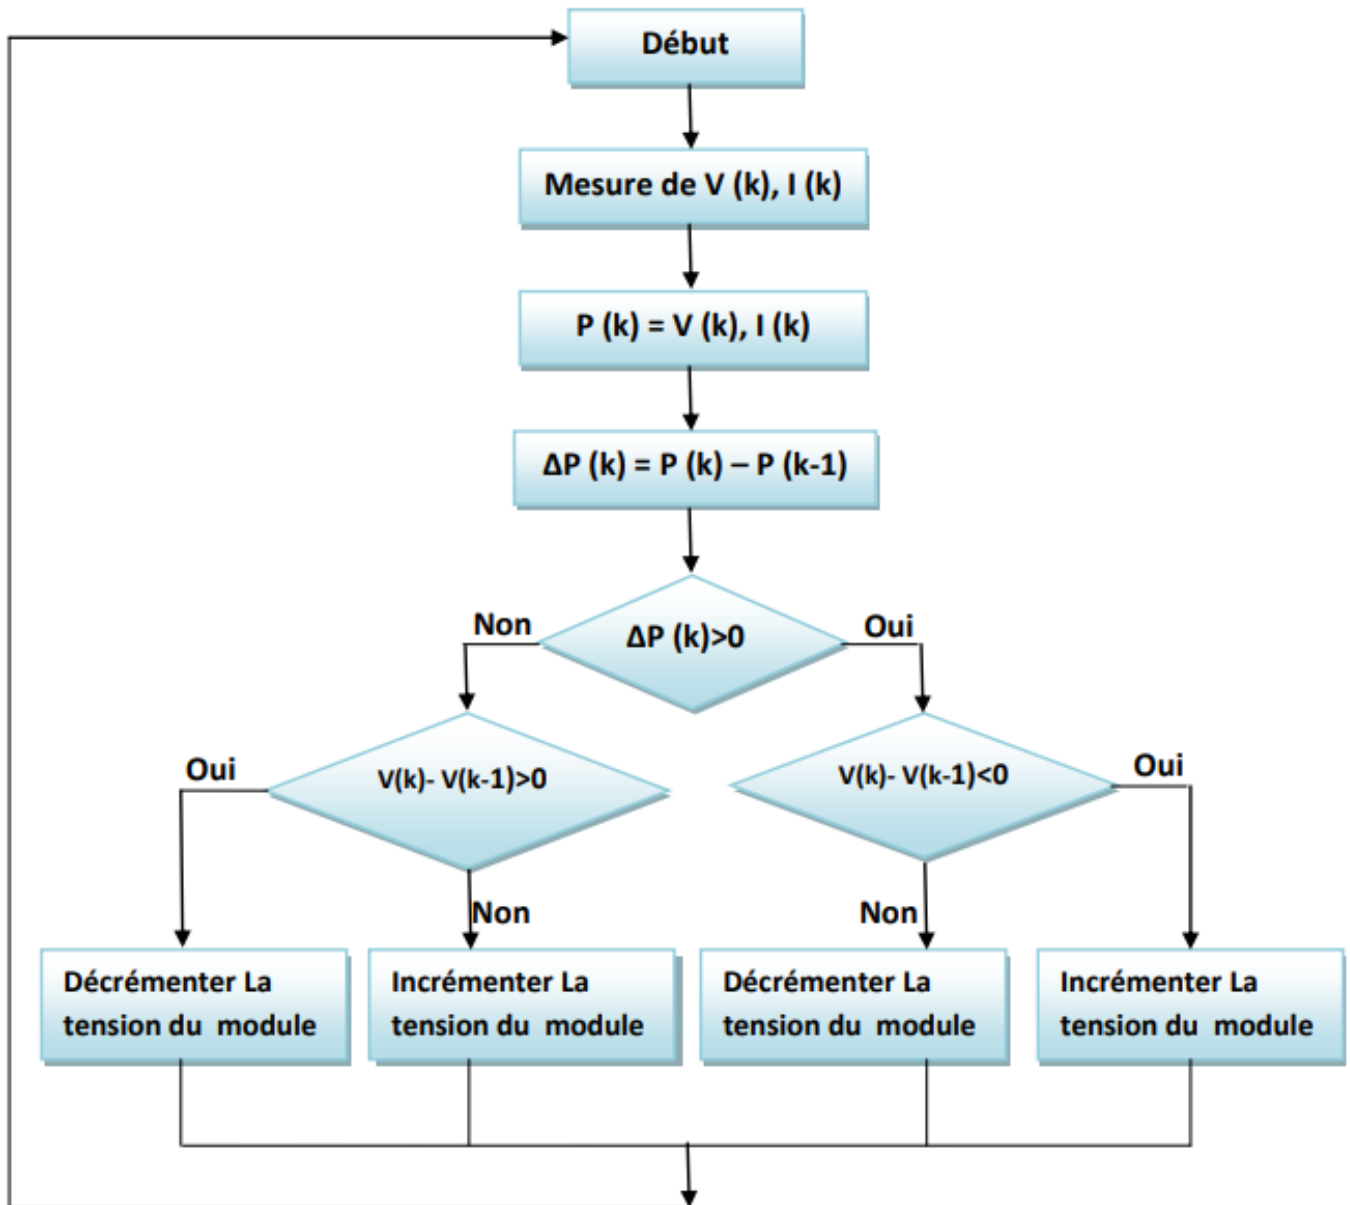 Début
Mesure de V (k), I (k)
P (k) = V (k), I (k)
ΔP (k) = P (k) – P (k-1)
ΔP (k)>0
Non
Oui
V(k)- V(k-1)>0
V(k)- V(k-1)<0
Oui
Oui
Non
Non
Décrémenter La
tension du module
Incrémenter La
tension du module
Décrémenter La
tension du module
Incrémenter La
tension du module